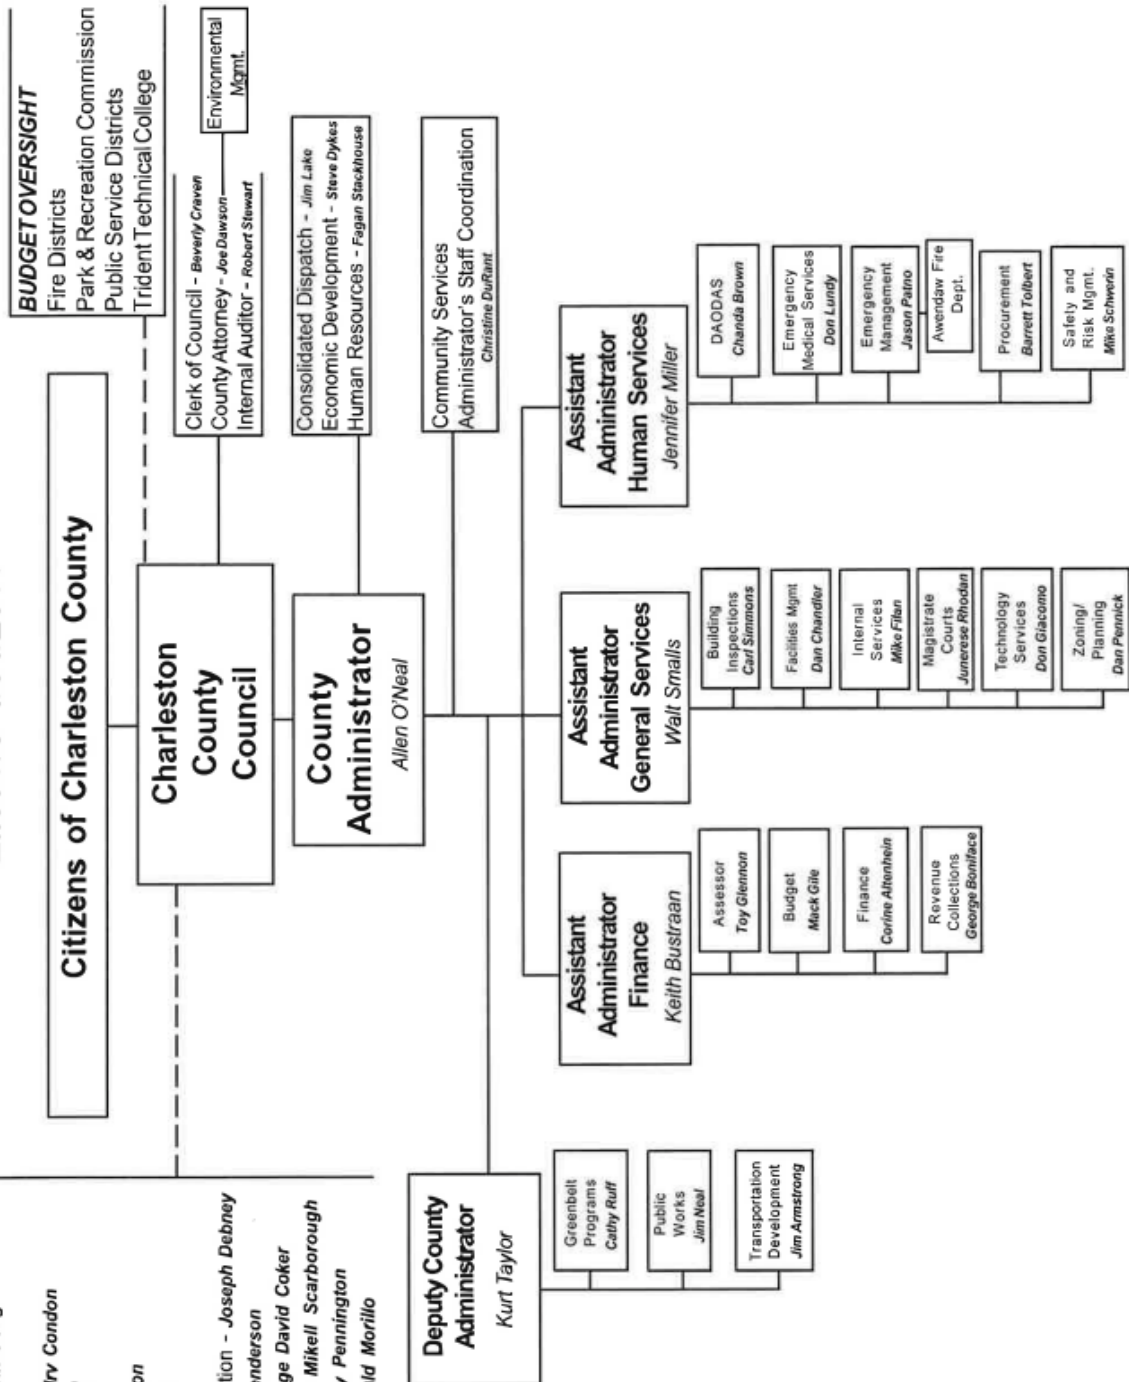 BUDGET OVERSIGHT
Fire Districts
Park & Recreation Commission
Public Service Districts
Trident Technical College
Citizens of Charleston County
Charleston
County
Council
Clerk of Council - Beverly Craven
County Attorney - Joe Dawson
Internal Auditor - Robert Stewart
Environmental
Mgmt.
County
Administrator
Allen O'Neal
Consolidated Dispatch - Jim Lake
Economic Development - Steve Dykes
Human Resources - Fagan Stackhouse
Community Services
Administrator's Staff Coordination
Christine DuRant
Irv Condon
Joseph Debney
David Coker
Mikell Scarborough
Pennington
Morillo
Deputy County
Administrator
Kurt Taylor
Greenbelt
Programs
Cathy Ruff
Public
Works
Jim Neal
Transportation
Development
Jim Armstrong
Assistant
Administrator
Finance
Keith Bustraan
Assessor
Toy Glennon
Budget
Mack Gile
Finance
Corine Altenhein
Revenue
Collections
George Boniface
Assistant
Administrator
General Services
Walt Smalls
Building
Inspections
Carl Simmons
Facilities Mgmt
Dan Chandler
Internal
Services
Mike Filan
Magistrate
Courts
Junerese Rhodan
Technology
Services
Don Giacomo
Zoning/
Planning
Dan Pennick
Assistant
Administrator
Human Services
Jennifer Miller
DAODAS
Chanda Brown
Emergency
Medical Services
Don Lundy
Emergency
Management
Jason Patno
Awendaw Fire
Dept.
Procurement
Barrett Tolbert
Safety and
Risk Mgmt.
Mike Schwerin